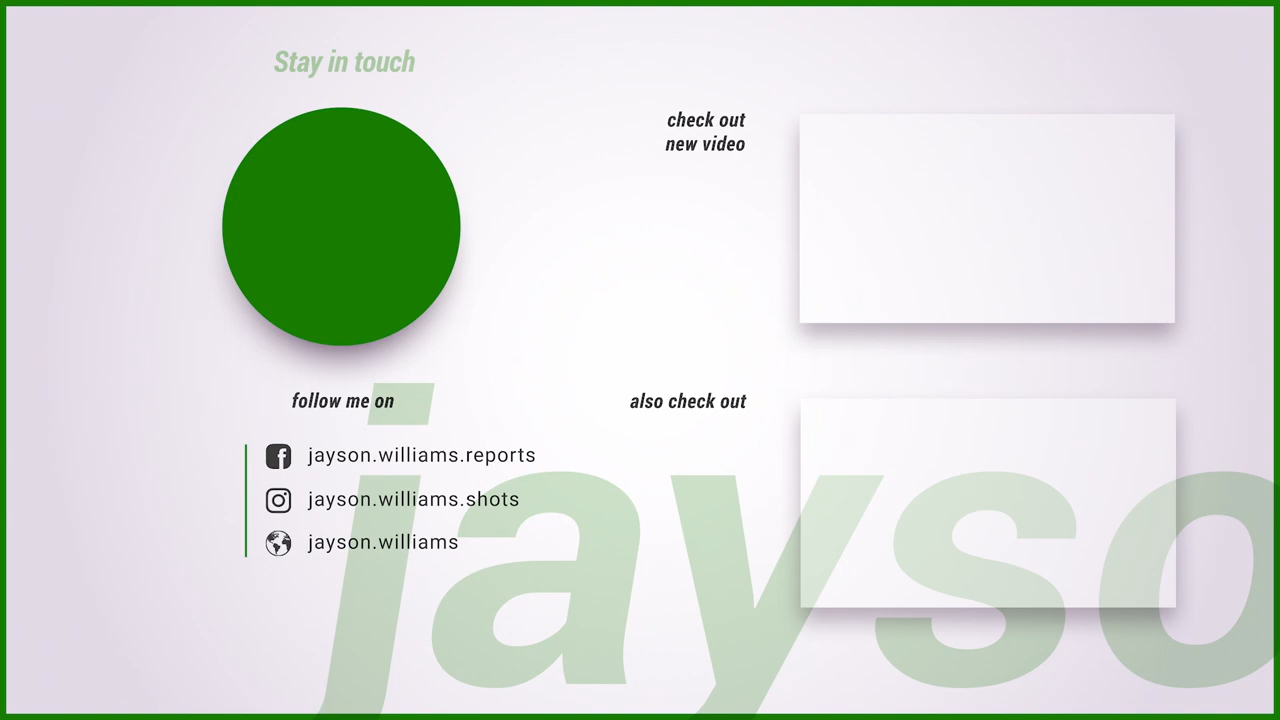 Stay in touch
check out
new video
follow me on
jayson.williams.reports
jayson.williams.shots
jayson.williams
also check out
jayso